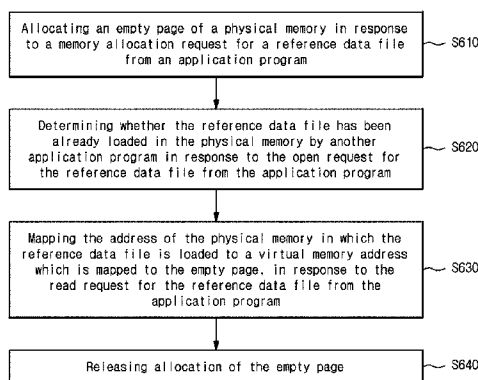 Allocating an empty page of a physical memory in response
to a memory allocation request for a reference data file
from an application program
S610
Determining whether the reference data file has been
already loaded in the physical memory by another
application program in response to the open request for
the reference data file from the application program
S620
Mapping the address of the physical memory in which the
reference data file is loaded to a virtual memory address
which is mapped to the empty page, in response to the
read request for the reference data file from the
application program
S630
Releasing allocation of the empty page
S640